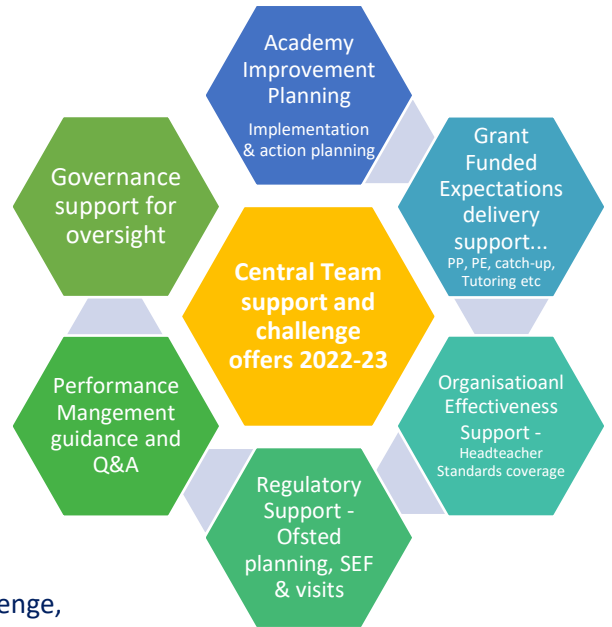 Academy
Improvement
Planning
Implementation
& action planning
Grant
Funded
Expectations
delivery
support...
PP, PE, catch-up,
Tutoring etc
Organisatioanl
Effectiveness
Support -
Headteacher
Standards coverage
Regulatory
Support -
Ofsted
planning, SEF
& visits
Performance
Mangement
guidance and
Q&A
Governance
support for
oversight
Central Team
support and
challenge
offers 2022-23
enge,